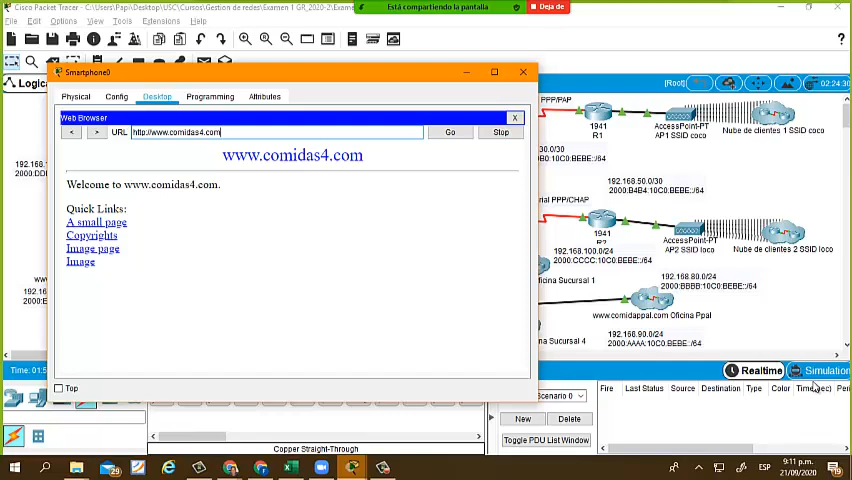 Cisco Packet Tracer - C:\Users\Papi\Desktop\USC\Cursos\Gestion de redes\Examen 1 GR_2020-2\Exame
Está compartiendo la pantalla
Deja de
File Edit Options View Tools Extensions Help
Logica
[Root]
02:24:30
Smartphone0
Physical Config Desktop Programming Attributes
Web Browser
X
< > URL http://www.comidas4.com Go Stop
www.comidas4.com
Welcome to www.comidas4.com.
Quick Links:
A small page
Copyrights
Image page
Image
Top
PPP/PAP
1941
R1
AccessPoint-PT
AP1 SSID coco
Nube de clientes 1 SSID coco
192.168.50.0/30
2000:B4B4:10C0:BEBE::/64
rial PPP/CHAP
1941
AccessPoint-PT
AP2 SSID loco
Nube de clientes 2 SSID loco
192.168.100.0/24
2000:CCCC:10C0:BEBE::/64
oficina Sucursal 1
192.168.80.0/24
2000:BBBB:10C0:BEBE::/64
www.comidappal.com Oficina Ppal
192.168.90.0/24
2000:AAAA:10C0:BEBE::/64
ficina Sucursal 4
Realtime Simulation
Fire Last Status Source Destination Type Color Time(sec) Peri
cenario 0
New Delete
Toggle PDU List Window
Copper Straight-Through
ESP
9:11 p.m.
21/09/2020